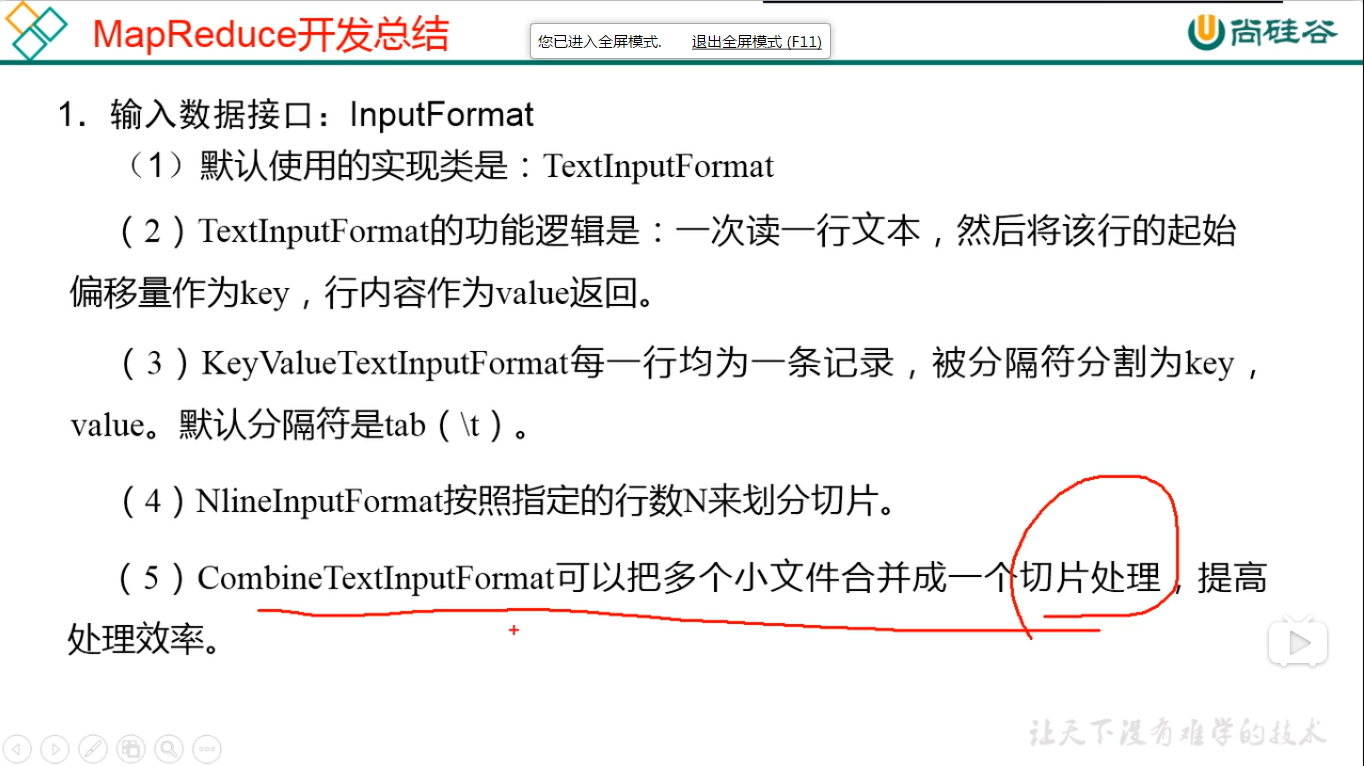 MapReduce开发总结
您已进入全屏模式. 退出全屏模式 (F11)
尚硅谷
1. 输入数据接口：InputFormat
（1）默认使用的实现类是：TextInputFormat
（2）TextInputFormat的功能逻辑是：一次读一行文本，然后将该行的起始
偏移量作为key，行内容作为value返回。
（3）KeyValueTextInputFormat每一行均为一条记录，被分隔符分割为key，
value。默认分隔符是tab（\t）。
（4）NlineInputFormat按照指定的行数N来划分切片。
（5）CombineTextInputFormat可以把多个小文件合并成一个切片处理，提高
处理效率。
让天下没有难学的技术